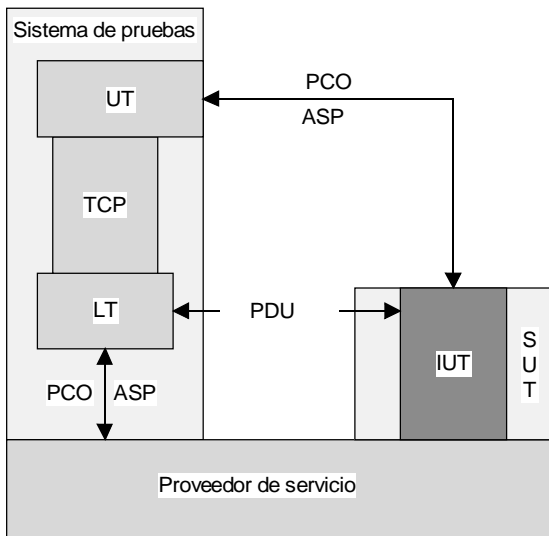 Sistema de pruebas
UT
PCO
ASP
TCP
LT
PDU
IUT
S
U
T
PCO
ASP
Proveedor de servicio